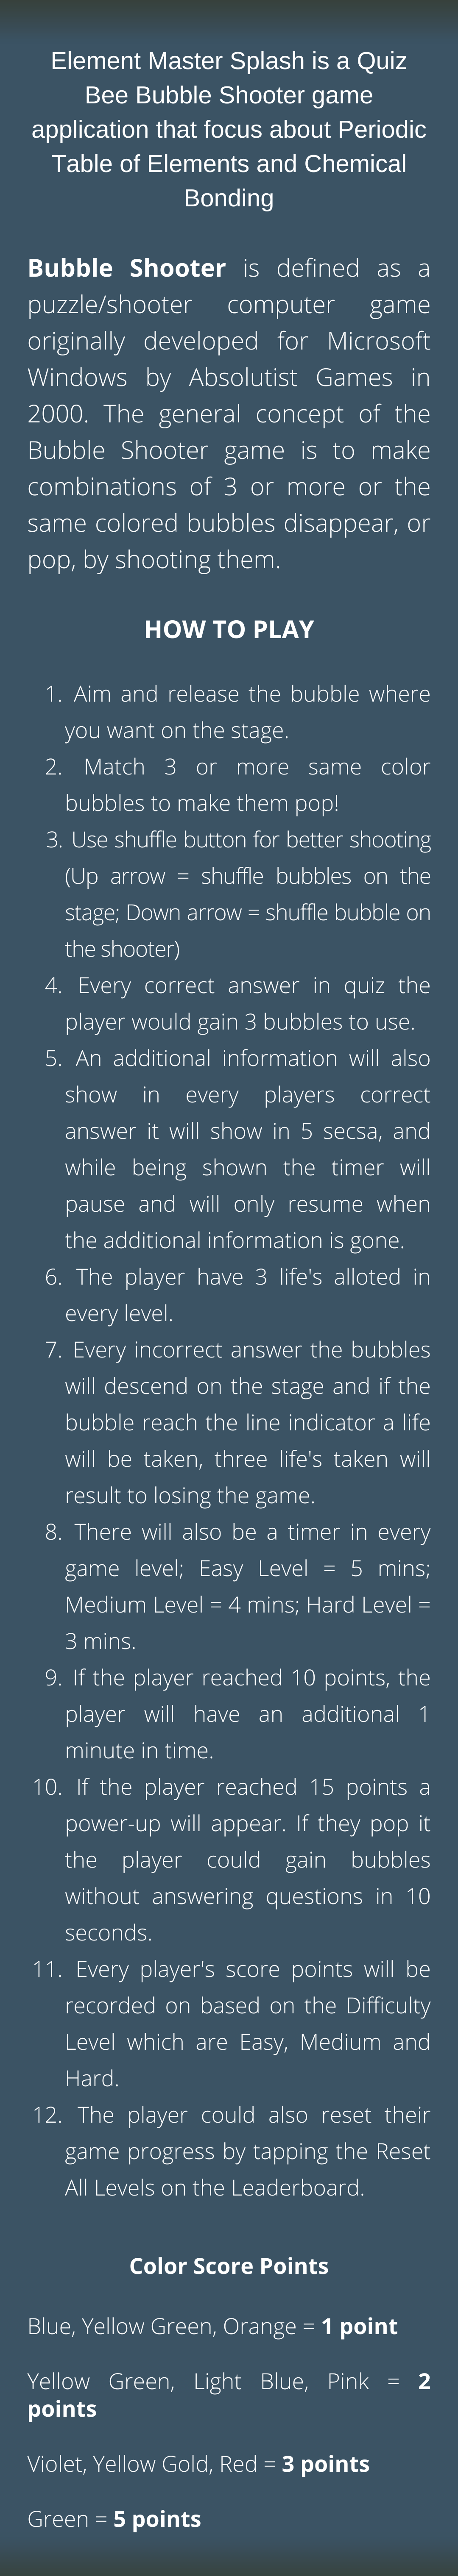 Element Master Splash is a Quiz
Bee Bubble Shooter game
application that focus about Periodic
Table of Elements and Chemical
Bonding
Bubble Shooter is defined as a
puzzle/shooter computer game
originally developed for Microsoft
Windows by Absolutist Games in
2000. The general concept of the
Bubble Shooter game is to make
combinations of 3 or more or the
same colored bubbles disappear, or
pop, by shooting them.
HOW TO PLAY
1. Aim and release the bubble where
you want on the stage.
2. Match 3 or more same color
bubbles to make them pop!
3. Use shuffle button for better shooting
(Up arrow = shuffle bubbles on the
stage; Down arrow = shuffle bubble on
the shooter)
4. Every correct answer in quiz the
player would gain 3 bubbles to use.
5. An additional information will also
show in every players correct
answer it will show in 5 secsa, and
while being shown the timer will
pause and will only resume when
the additional information is gone.
6. The player have 3 life's alloted in
every level.
7. Every incorrect answer the bubbles
will descend on the stage and if the
bubble reach the line indicator a life
will be taken, three life's taken will
result to losing the game.
8. There will also be a timer in every
game level; Easy Level = 5 mins;
Medium Level = 4 mins; Hard Level =
3 mins.
9. If the player reached 10 points, the
player will have an additional 1
minute in time.
10. If the player reached 15 points a
power-up will appear. If they pop it
the player could gain bubbles
without answering questions in 10
seconds.
11. Every player's score points will be
recorded on based on the Difficulty
Level which are Easy, Medium and
Hard.
12. The player could also reset their
game progress by tapping the Reset
All Levels on the Leaderboard.
Color Score Points
Blue, Yellow Green, Orange = 1 point
Yellow Green, Light Blue, Pink = 2
points
Violet, Yellow Gold, Red = 3 points
Green = 5 points